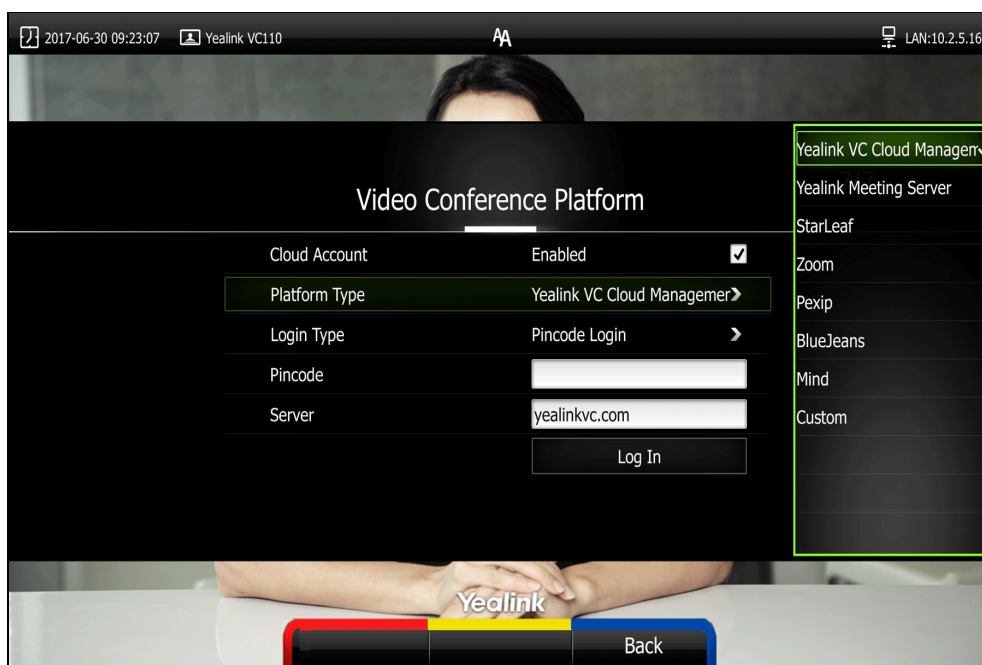 2017-06-30 09:23:07 Yealink VC110 LAN:10.2.5.16
Video Conference Platform
Cloud Account Enabled
Platform Type Yealink VC Cloud Managemer
Login Type Pincode Login
Pincode
Server yealinkvc.com
Log In
Yealink VC Cloud Managem
Yealink Meeting Server
StarLeaf
Zoom
Pexip
BlueJeans
Mind
Custom
Yealink
Back